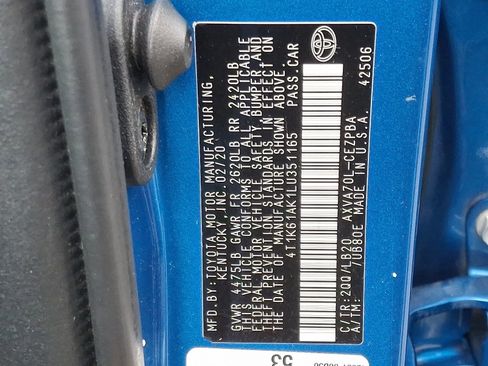 MFD.BY: TOYOTA MOTOR MANUFACTURING,
KENTUCKY, INC. 02/20
GVWR 4475LB GAWR FR 2620LB RR 2420LB
THIS VEHICLE CONFORMS TO ALL APPLICABLE
FEDERAL MOTOR VEHICLE SAFETY, BUMPER AND
THEFT PREVENTION STANDARDS IN EFFECT ON
THE DATE OF MANUFACTURE SHOWN ABOVE.
4T1K61AK1LU351165 PASS.CAR
C/TR:2QQ/LB20 AXVA70L-CEZPBA
A/TM: -/UB80E MADE IN U.S.A. 42506
53